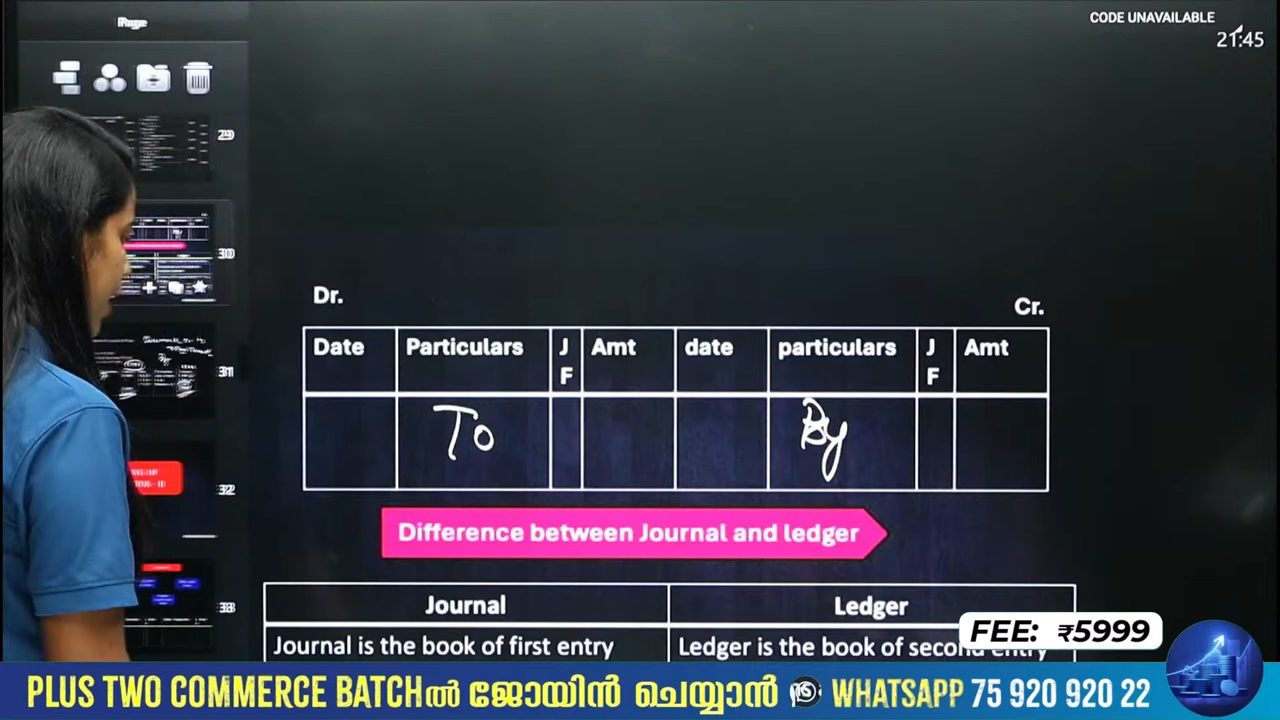 Page
CODE UNAVAILABLE
21:45
29
30
31
32
33
Dr.
Cr.
Date Particulars J F Amt date particulars J F Amt
To By
Difference between Journal and ledger
Journal Ledger
Journal is the book of first entry Ledger is the book of second entry
FEE: ₹5999
PLUS TWO COMMERCE BATCHൽ ജോയിൻ ചെയ്യാൻ WHATSAPP 75 920 920 22